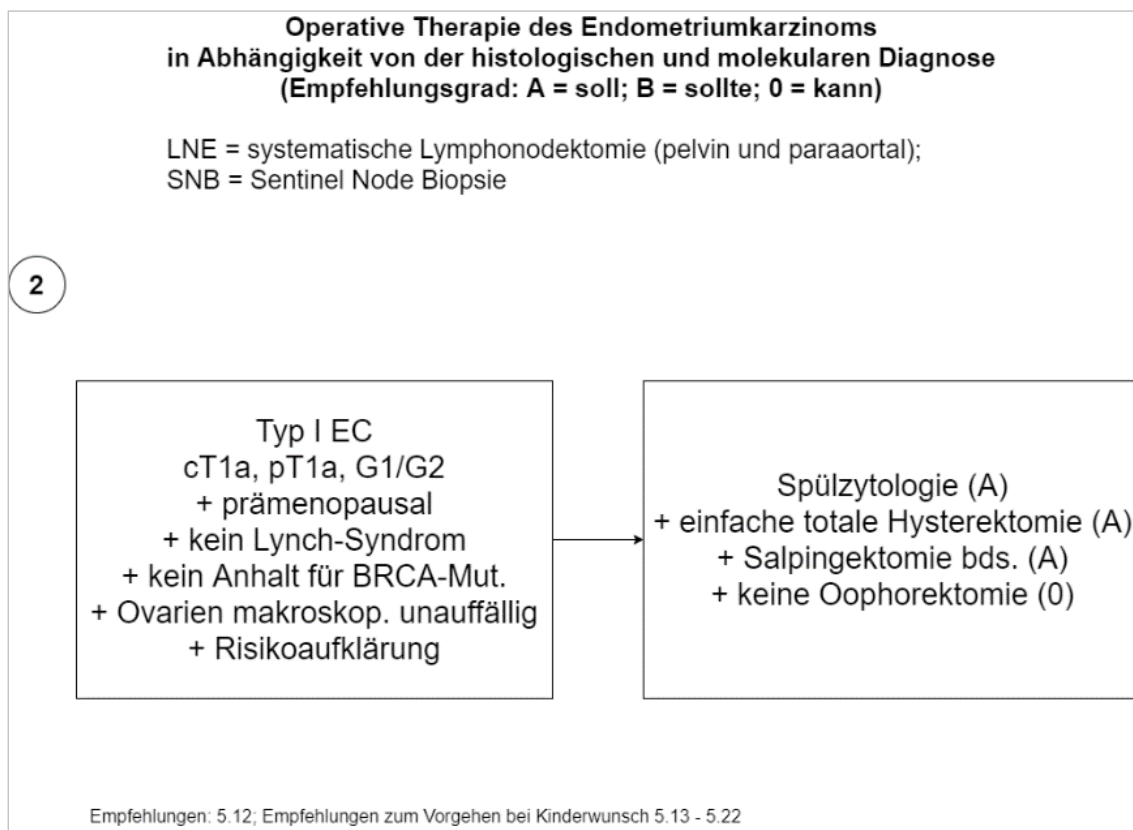 Operative Therapie des Endometriumkarzinoms
in Abhängigkeit von der histologischen und molekularen Diagnose
(Empfehlungsgrad: A = soll; B = sollte; 0 = kann)
LNE = systematische Lymphonodektomie (pelvin und paraaortal);
SNB = Sentinel Node Biopsie
2
Typ I EC
cT1a, pT1a, G1/G2
+ prämenopausal
+ kein Lynch-Syndrom
+ kein Anhalt für BRCA-Mut.
+ Ovarien makroskop. unauffällig
+ Risikoaufklärung
Spülzytologie (A)
+ einfache totale Hysterektomie (A)
+ Salpingektomie bds. (A)
+ keine Oophorektomie (0)
Empfehlungen: 5.12; Empfehlungen zum Vorgehen bei Kinderwunsch 5.13 - 5.22